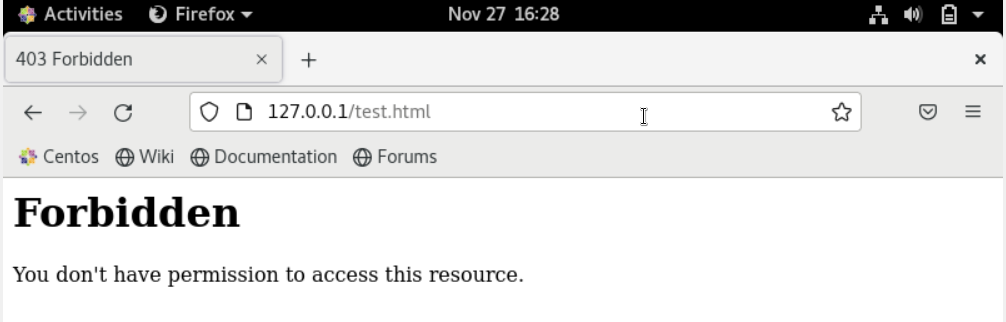 Activities Firefox Nov 27 16:28
403 Forbidden
127.0.0.1/test.html
Centos Wiki Documentation Forums
Forbidden
You don't have permission to access this resource.